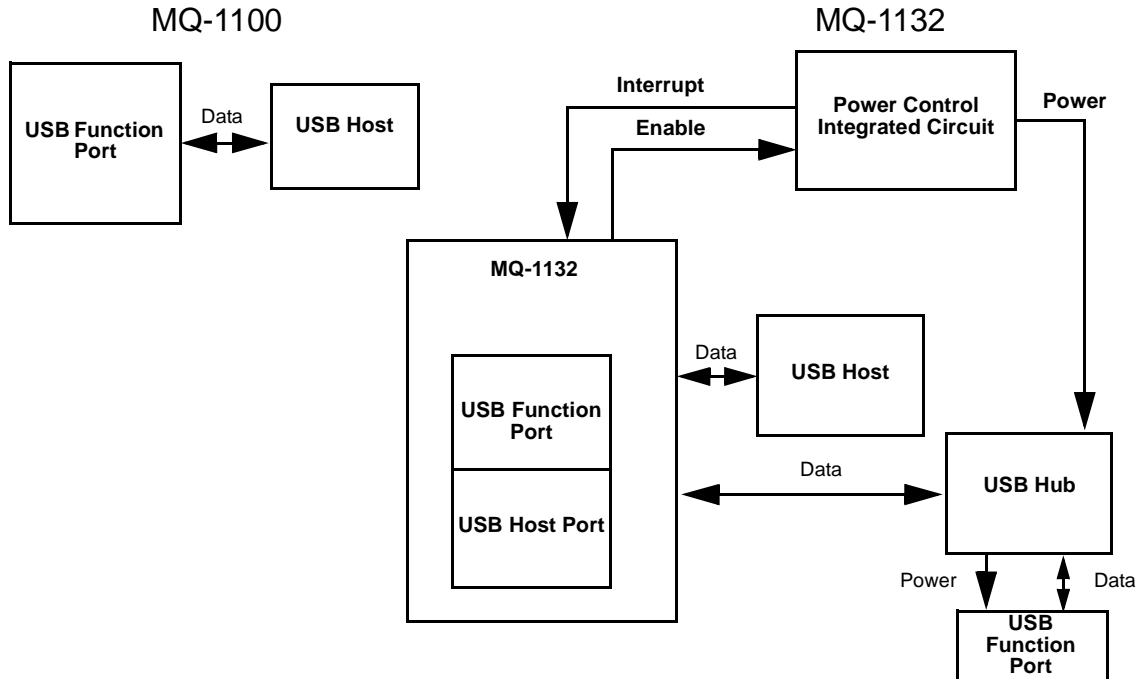 MQ-1100
MQ-1132
USB Function
Port
Data
USB Host
Interrupt
Enable
Power Control
Integrated Circuit
Power
MQ-1132
USB Function
Port
USB Host Port
Data
USB Host
Data
USB Hub
Power
Data
USB
Function
Port